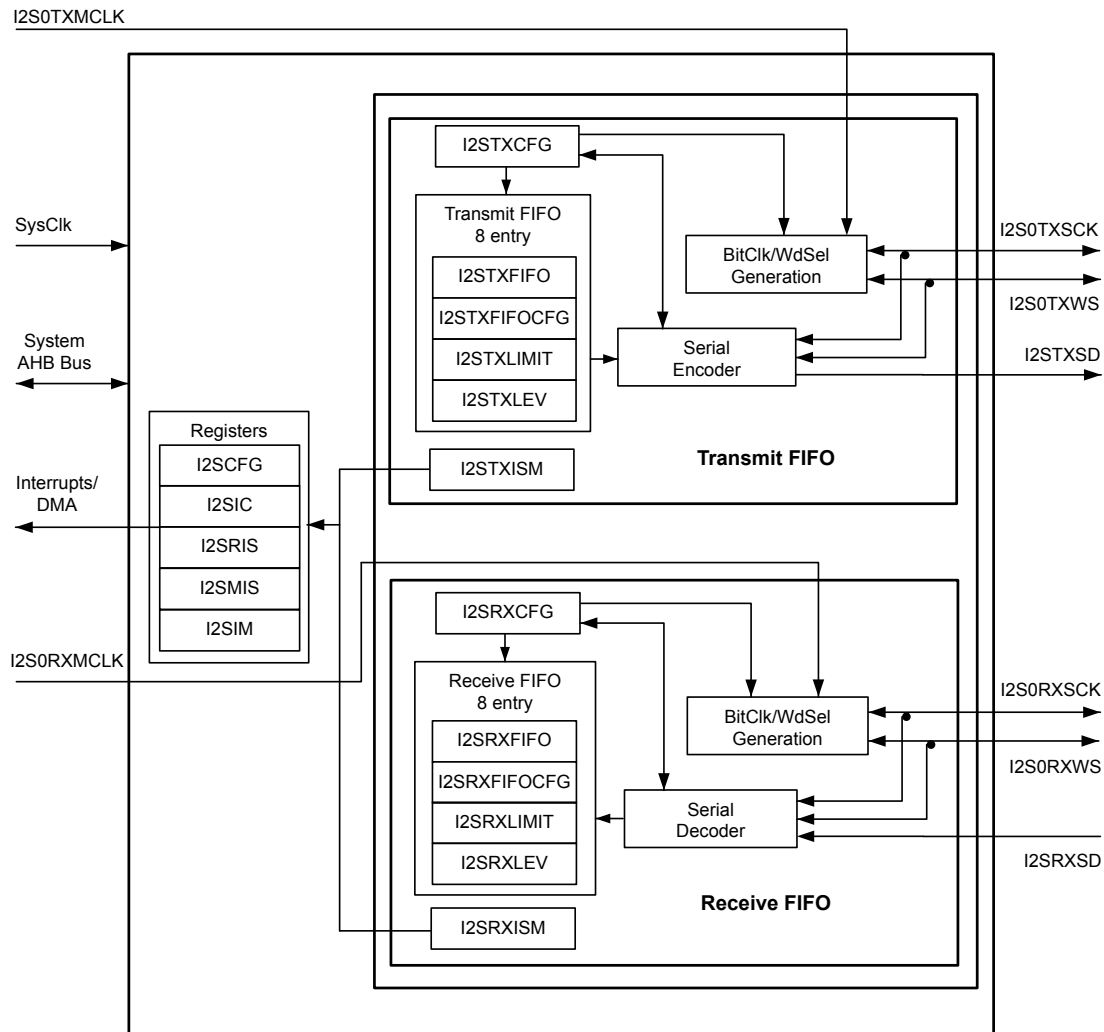 I2S0TXMCLK
I2STXCFG
Transmit FIFO
8 entry
I2STXFIFO
I2STXFIFOCFG
I2STXLIMIT
I2STXLEV
BitClk/WdSel
Generation
Serial
Encoder
I2STXISM
Transmit FIFO
SysClk
System
AHB Bus
Interrupts/
DMA
Registers
I2SCFG
I2SIC
I2SRIS
I2SMIS
I2SIM
I2S0TXSCK
I2S0TXWS
I2STXSD
I2S0RXMCLK
I2SRXCFG
Receive FIFO
8 entry
I2SRXFIFO
I2SRXFIFOCFG
I2SRXLIMIT
I2SRXLEV
BitClk/WdSel
Generation
Serial
Decoder
I2SRXISM
Receive FIFO
I2S0RXSCK
I2S0RXWS
I2SRXSD